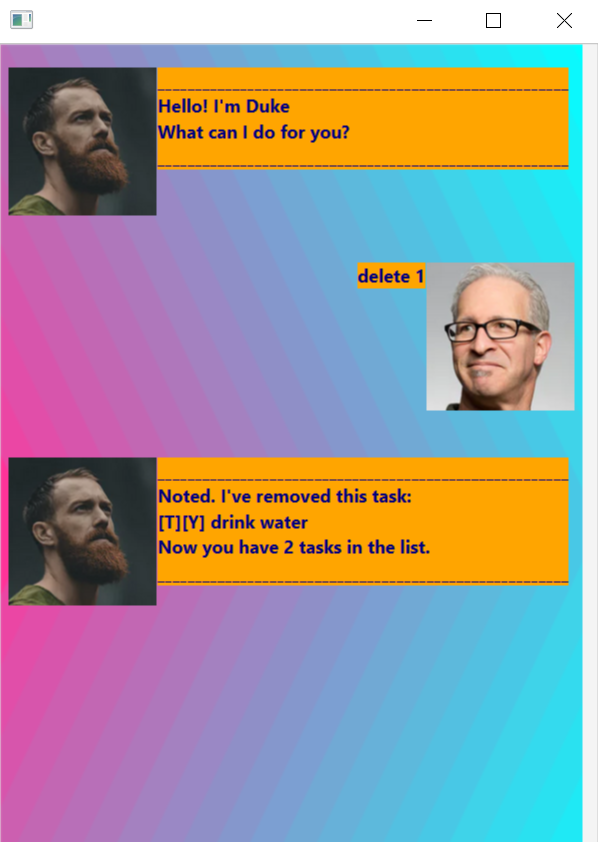 ____________________________________________________________
Hello! I'm Duke
What can I do for you?
____________________________________________________________
delete 1
____________________________________________________________
Noted. I've removed this task:
[T][Y] drink water
Now you have 2 tasks in the list.
____________________________________________________________